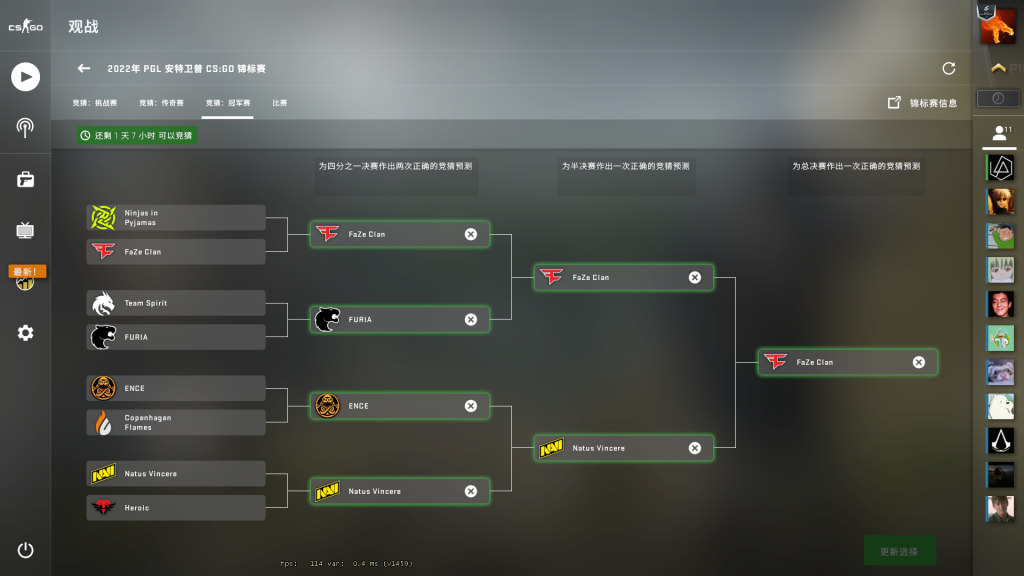 CS GO
观战
2022年 PGL 安特卫普 CS:GO 锦标赛
竞猜：挑战赛
竞猜：传奇赛
竞猜：冠军赛
比赛
锦标赛信息
还剩 1 天 7 小时 可以竞猜
11
为四分之一决赛作出两次正确的竞猜预测
为半决赛作出一次正确的竞猜预测
为总决赛作出一次正确的竞猜预测
Ninjas in
Pyjamas
FaZe Clan
FaZe Clan
Team Spirit
FURIA
FURIA
FaZe Clan
最新！
ENCE
Copenhagen
Flames
ENCE
Natus Vincere
Heroic
Natus Vincere
Natus Vincere
FaZe Clan
更新选择
fps: 114 var: 0.4 ms (v1459)